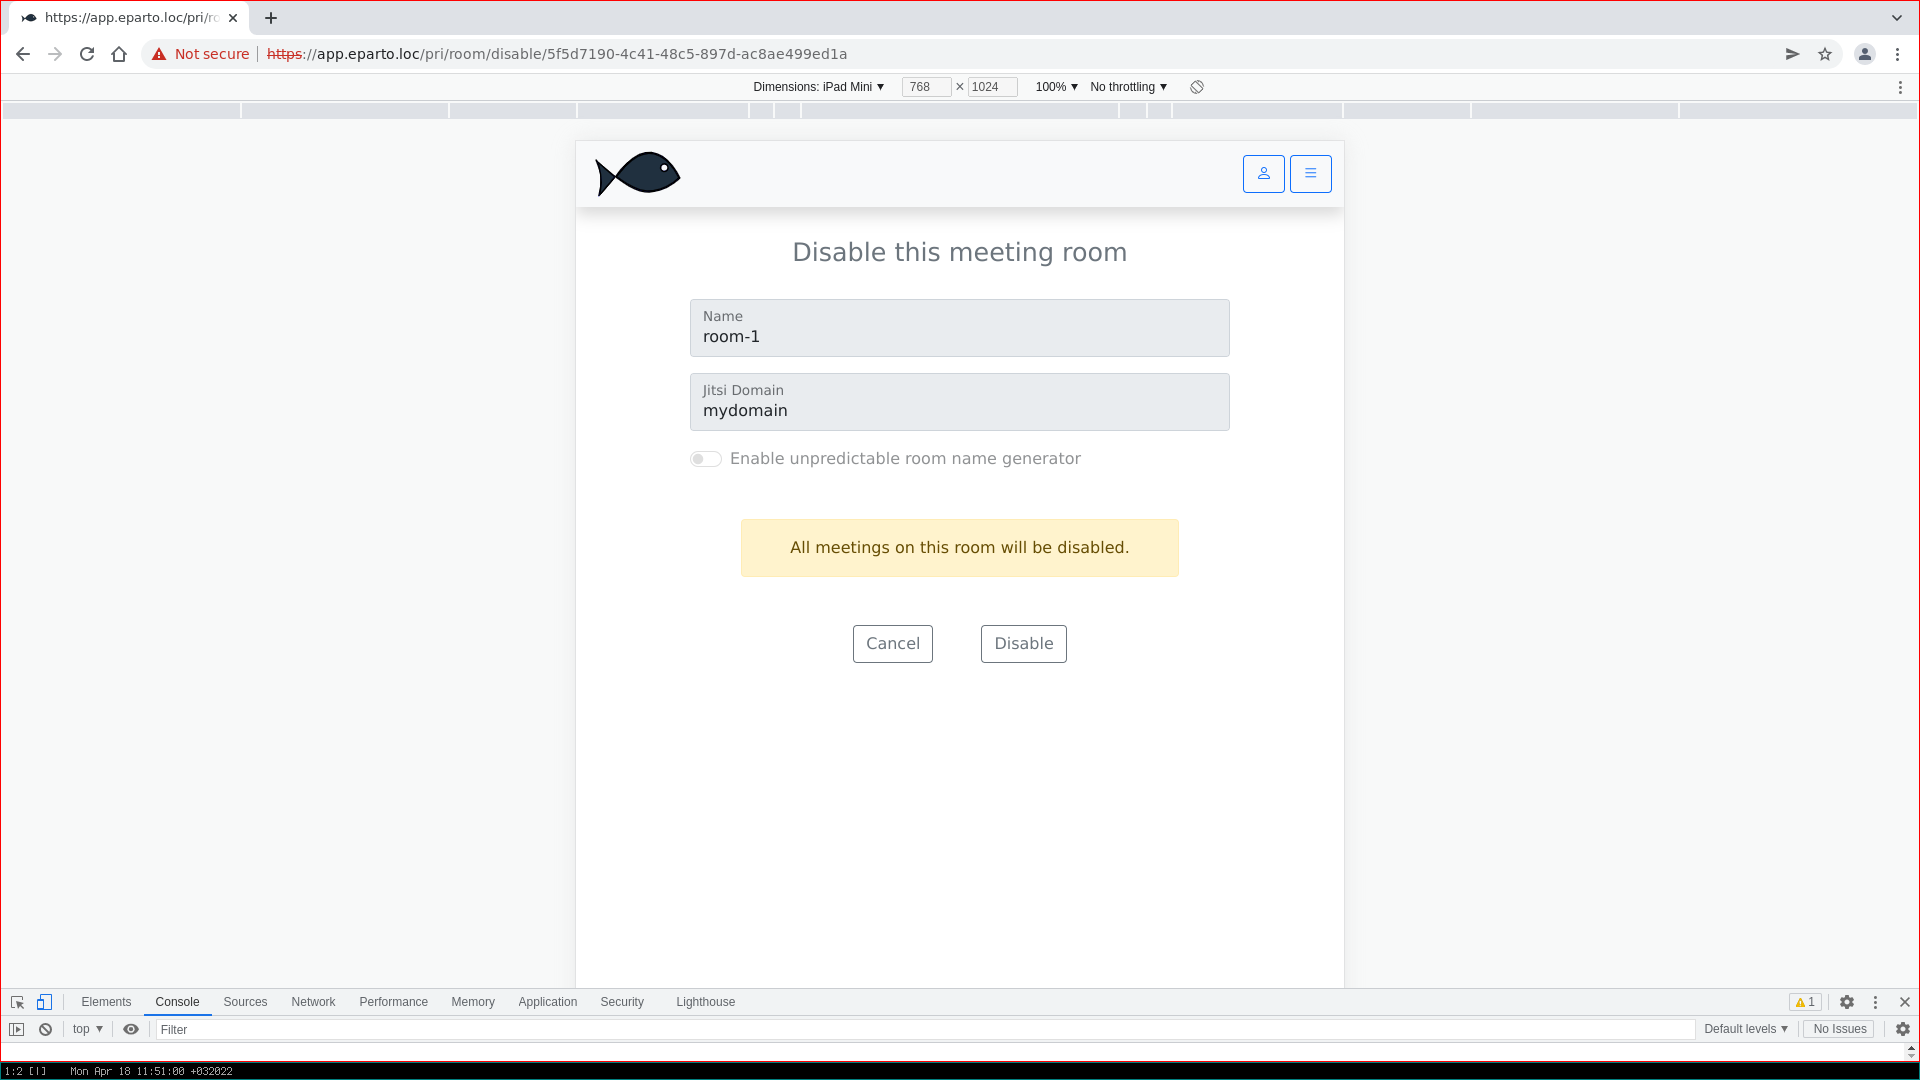 https://app.eparto.loc/pri/ro
Not secure https://app.eparto.loc/pri/room/disable/5f5d7190-4c41-48c5-897d-ac8ae499ed1a
Dimensions: iPad Mini ▼ 768 × 1024 100% ▼ No throttling ▼
Disable this meeting room
Name
room-1
Jitsi Domain
mydomain
Enable unpredictable room name generator
All meetings on this room will be disabled.
Cancel Disable
Elements Console Sources Network Performance Memory Application Security Lighthouse 1
top ▼ Filter Default levels ▼ No Issues
1:2 [|] Mon Apr 18 11:51:00 +032022